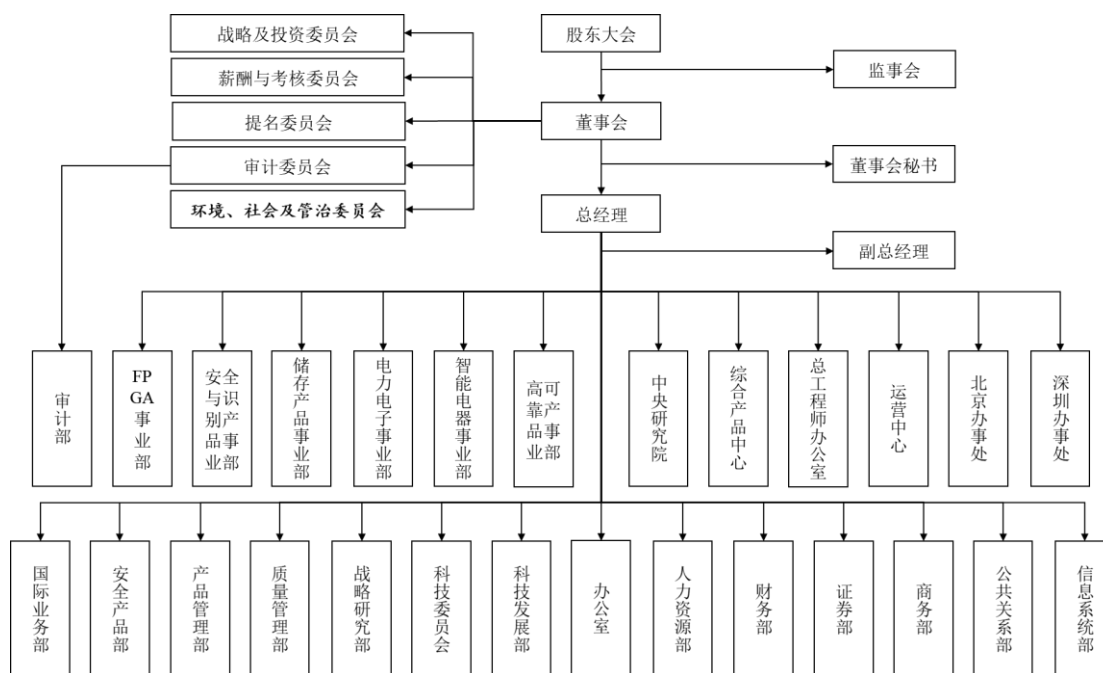 战略及投资委员会
股东大会
薪酬与考核委员会
监事会
提名委员会
董事会
审计委员会
董事会秘书
环境、社会及管治委员会
总经理
副总经理
审计部
FPGA事业部
安全与识别产品事业部
储存产品事业部
电力电子事业部
智能电器事业部
高可靠产品事业部
中央研究院
综合产品中心
总工程师办公室
运营中心
北京办事处
深圳办事处
国际业务部
安全产品部
产品管理部
质量管理部
战略研究部
科技委员会
科技发展部
办公室
人力资源部
财务部
证券部
商务部
公共关系部
信息系统部